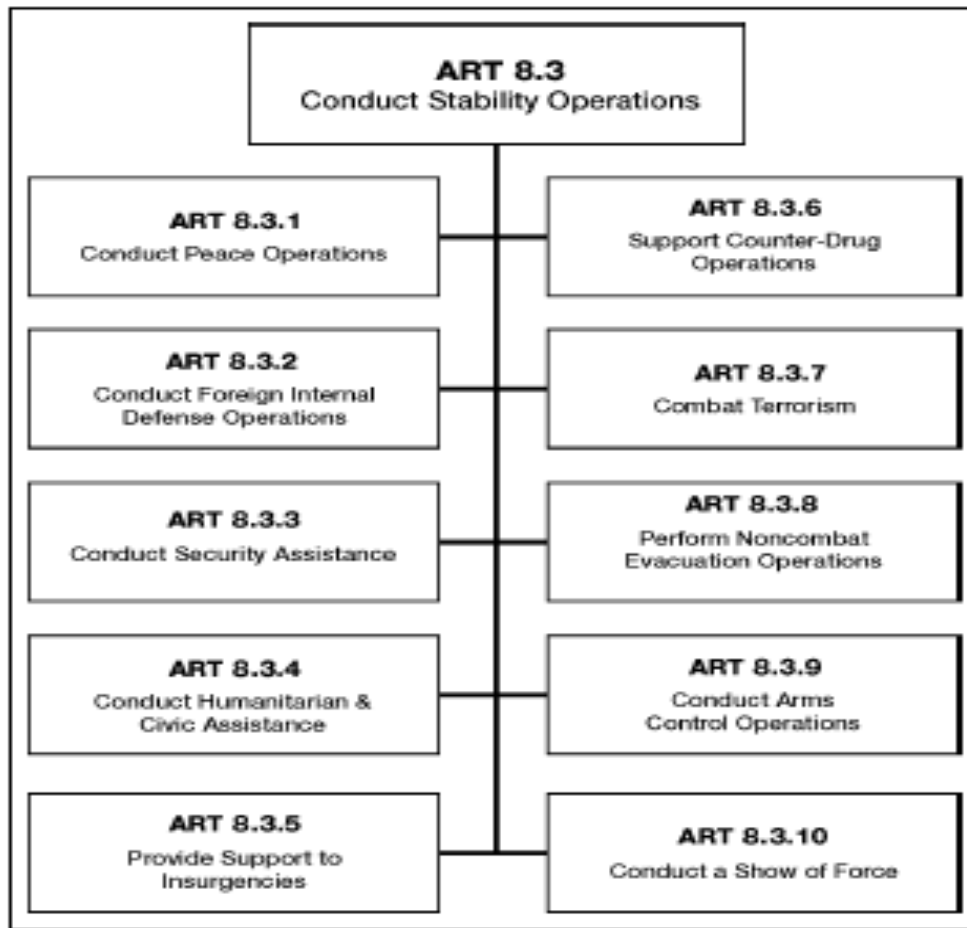 ART 8.3
Conduct Stability Operations
ART 8.3.1
Conduct Peace Operations
ART 8.3.2
Conduct Foreign Internal
Defense Operations
ART 8.3.3
Conduct Security Assistance
ART 8.3.4
Conduct Humanitarian &
Civic Assistance
ART 8.3.5
Provide Support to
Insurgencies
ART 8.3.6
Support Counter-Drug
Operations
ART 8.3.7
Combat Terrorism
ART 8.3.8
Perform Noncombat
Evacuation Operations
ART 8.3.9
Conduct Arms
Control Operations
ART 8.3.10
Conduct a Show of Force